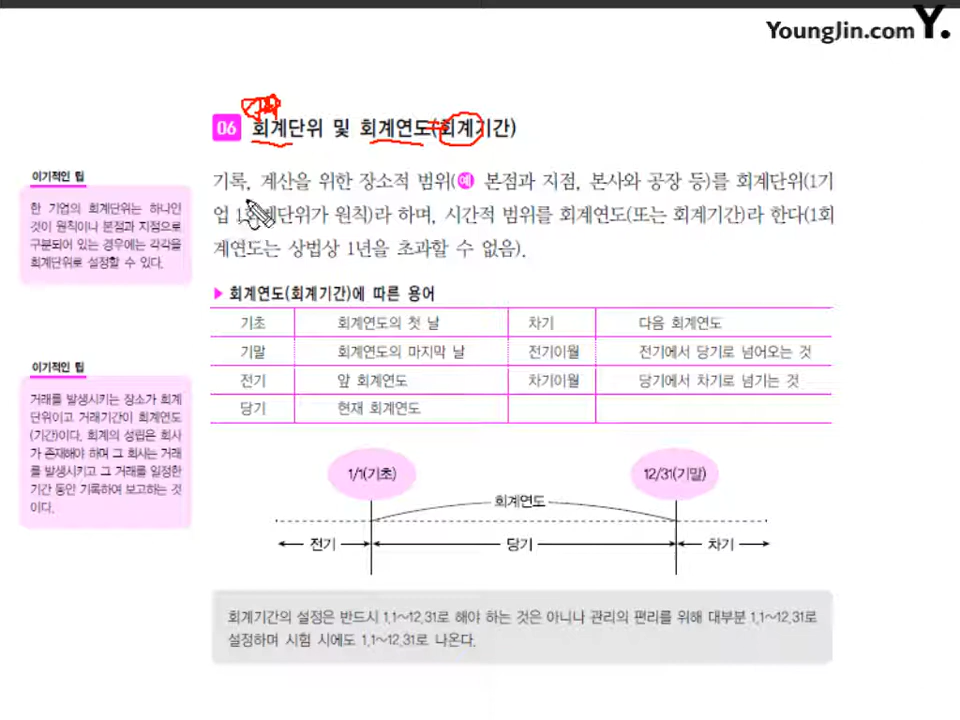 YoungJin.com Y.
06 회계단위 및 회계연도(회계기간)
이기적인 팁
한 기업의 회계단위는 하나인
것이 원칙이나 본점과 지점으로
구분되어 있는 경우에는 각각을
회계단위로 설정할 수 있다.
기록, 계산을 위한 장소적 범위(예 본점과 지점, 본사와 공장 등)를 회계단위(1기
업 1회계단위가 원칙)라 하며, 시간적 범위를 회계연도(또는 회계기간)라 한다(1회
계연도는 상법상 1년을 초과할 수 없음).
▶ 회계연도(회계기간)에 따른 용어
기초 회계연도의 첫 날 차기 다음 회계연도
기말 회계연도의 마지막 날 전기이월 전기에서 당기로 넘어오는 것
전기 앞 회계연도 차기이월 당기에서 차기로 넘기는 것
당기 현재 회계연도
이기적인 팁
거래를 발생시키는 장소가 회계
단위이고 거래기간이 회계연도
(기간)이다. 회계의 성립은 회사
가 존재해야 하며 그 회사는 거래
를 발생시키고 그 거래를 일정한
기간 동안 기록하여 보고하는 것
이다.
1/1(기초) 12/31(기말)
회계연도
전기 당기 차기
회계기간의 설정은 반드시 1.1~12.31로 해야 하는 것은 아니나 관리의 편리를 위해 대부분 1.1~12.31로
설정하며 시험 시에도 1.1~12.31로 나온다.